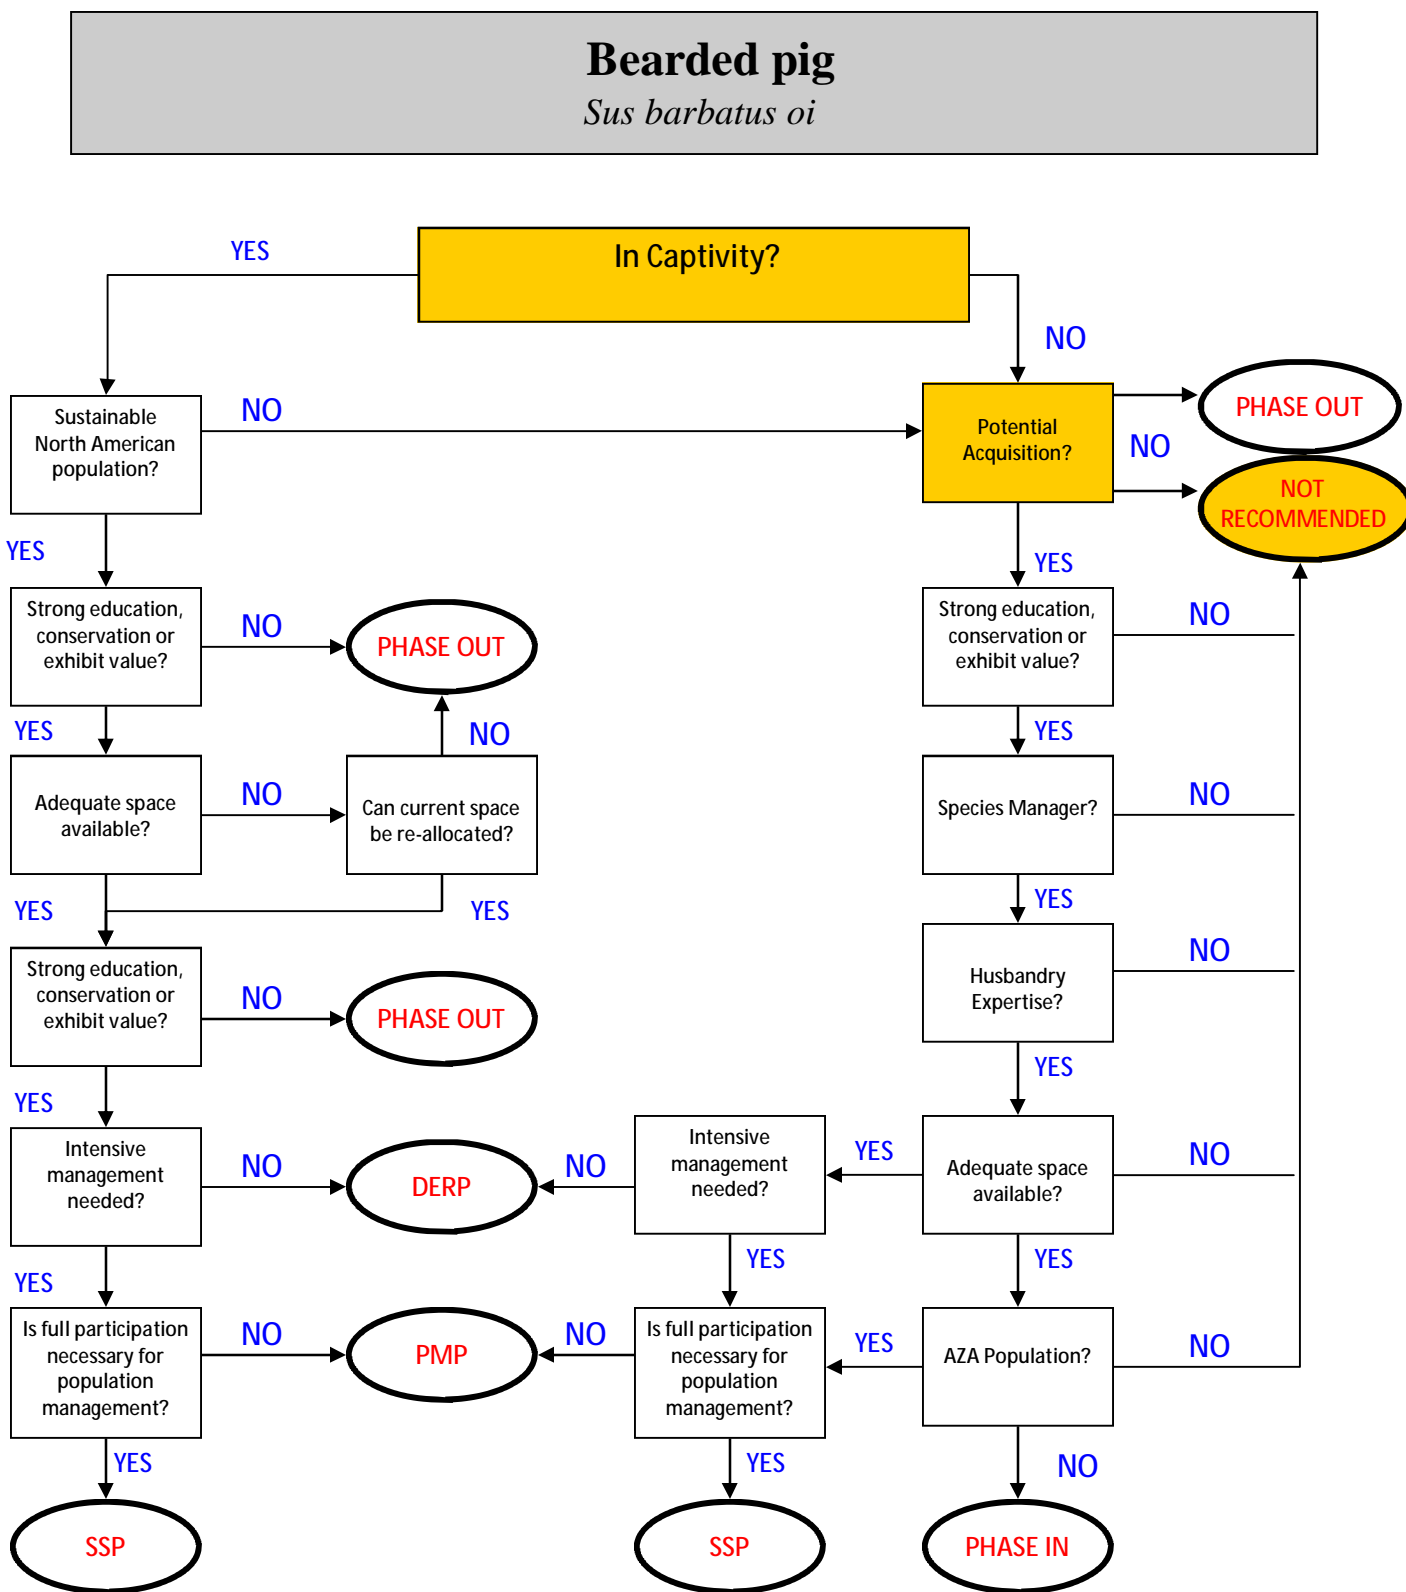 Bearded pig
Sus barbatus oi
YES
In Captivity?
NO
Sustainable
North American
population?
NO
Potential
Acquisition?
PHASE OUT
NO
NOT
RECOMMENDED
YES
YES
Strong education,
conservation or
exhibit value?
NO
PHASE OUT
Strong education,
conservation or
exhibit value?
NO
YES
NO
YES
Adequate space
available?
NO
Can current space
be re-allocated?
Species Manager?
NO
YES
YES
YES
Strong education,
conservation or
exhibit value?
NO
PHASE OUT
Husbandry
Expertise?
NO
YES
YES
Intensive
management
needed?
NO
DERP
NO
Intensive
management
needed?
YES
Adequate space
available?
NO
YES
YES
YES
Is full participation
necessary for
population
management?
NO
PMP
NO
Is full participation
necessary for
population
management?
YES
AZA Population?
NO
YES
YES
NO
SSP
SSP
PHASE IN